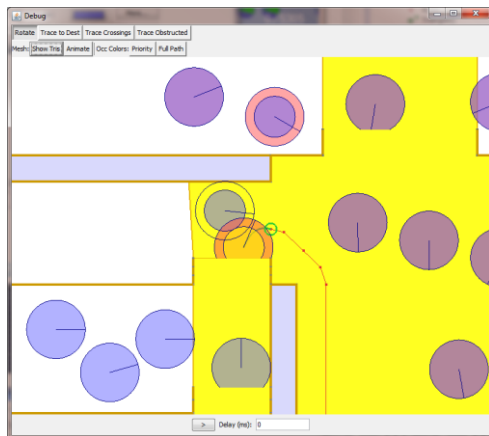 Debug
Rotate Trace to Dest Trace Crossings Trace Obstructed
Mesh: Show Tris Animate Occ Colors: Priority Full Path
> Delay (ms): 0